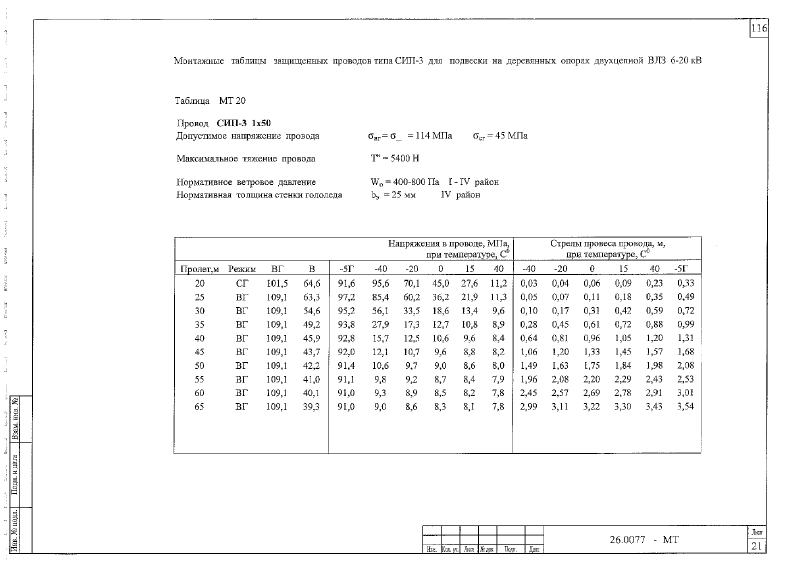 116
Монтажные таблицы защищенных проводов типа СИП-3 для подвески на деревянных опорах двухцепной ВЛЗ 6-20 кВ
Таблица МТ 20
Провод СИП-3 1х50
Допустимое напряжение провода σвг = σ_ = 114 МПа σсг = 45 МПа
Максимальное тяжение провода Тн = 5400 Н
Нормативное ветровое давление Wо = 400-800 Па I - IV район
Нормативная толщина стенки гололеда bэ = 25 мм IV район
Напряжения в проводе, МПа, Стрелы провеса провода, м,
при температуре, С0 при температуре, С0
Пролет,м Режим ВГ В -5Г -40 -20 0 15 40 -40 -20 0 15 40 -5Г
20 СГ 101,5 64,6 91,6 95,6 70,1 45,0 27,6 11,2 0,03 0,04 0,06 0,09 0,23 0,33
25 ВГ 109,1 63,3 97,2 85,4 60,2 36,2 21,9 11,3 0,05 0,07 0,11 0,18 0,35 0,49
30 ВГ 109,1 54,6 95,2 56,1 33,5 18,6 13,4 9,6 0,10 0,17 0,31 0,42 0,59 0,72
35 ВГ 109,1 49,2 93,8 27,9 17,3 12,7 10,8 8,9 0,28 0,45 0,61 0,72 0,88 0,99
40 ВГ 109,1 45,9 92,8 15,7 12,5 10,6 9,6 8,4 0,64 0,81 0,96 1,05 1,20 1,31
45 ВГ 109,1 43,7 92,0 12,1 10,7 9,6 8,8 8,2 1,06 1,20 1,33 1,45 1,57 1,68
50 ВГ 109,1 42,2 91,4 10,6 9,7 9,0 8,6 8,0 1,49 1,63 1,75 1,84 1,98 2,08
55 ВГ 109,1 41,0 91,1 9,8 9,2 8,7 8,4 7,9 1,96 2,08 2,20 2,29 2,43 2,53
60 ВГ 109,1 40,1 91,0 9,3 8,9 8,5 8,2 7,8 2,45 2,57 2,69 2,78 2,91 3,01
65 ВГ 109,1 39,3 91,0 9,0 8,6 8,3 8,1 7,8 2,99 3,11 3,22 3,30 3,43 3,54
Взам. инв. №
Подп. и дата
Инв. № подл.
Изм. Кол. уч. Лист № док Подп. Дата
26.0077 - МТ
Лист
21